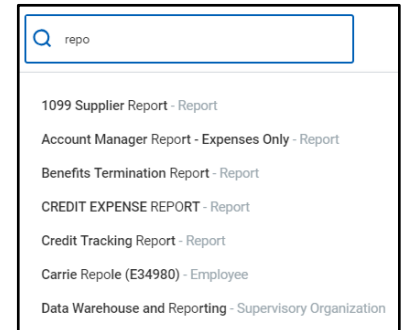 repo
1099 Supplier Report - Report
Account Manager Report - Expenses Only - Report
Benefits Termination Report - Report
CREDIT EXPENSE REPORT - Report
Credit Tracking Report - Report
Carrie Repole (E34980) - Employee
Data Warehouse and Reporting - Supervisory Organization